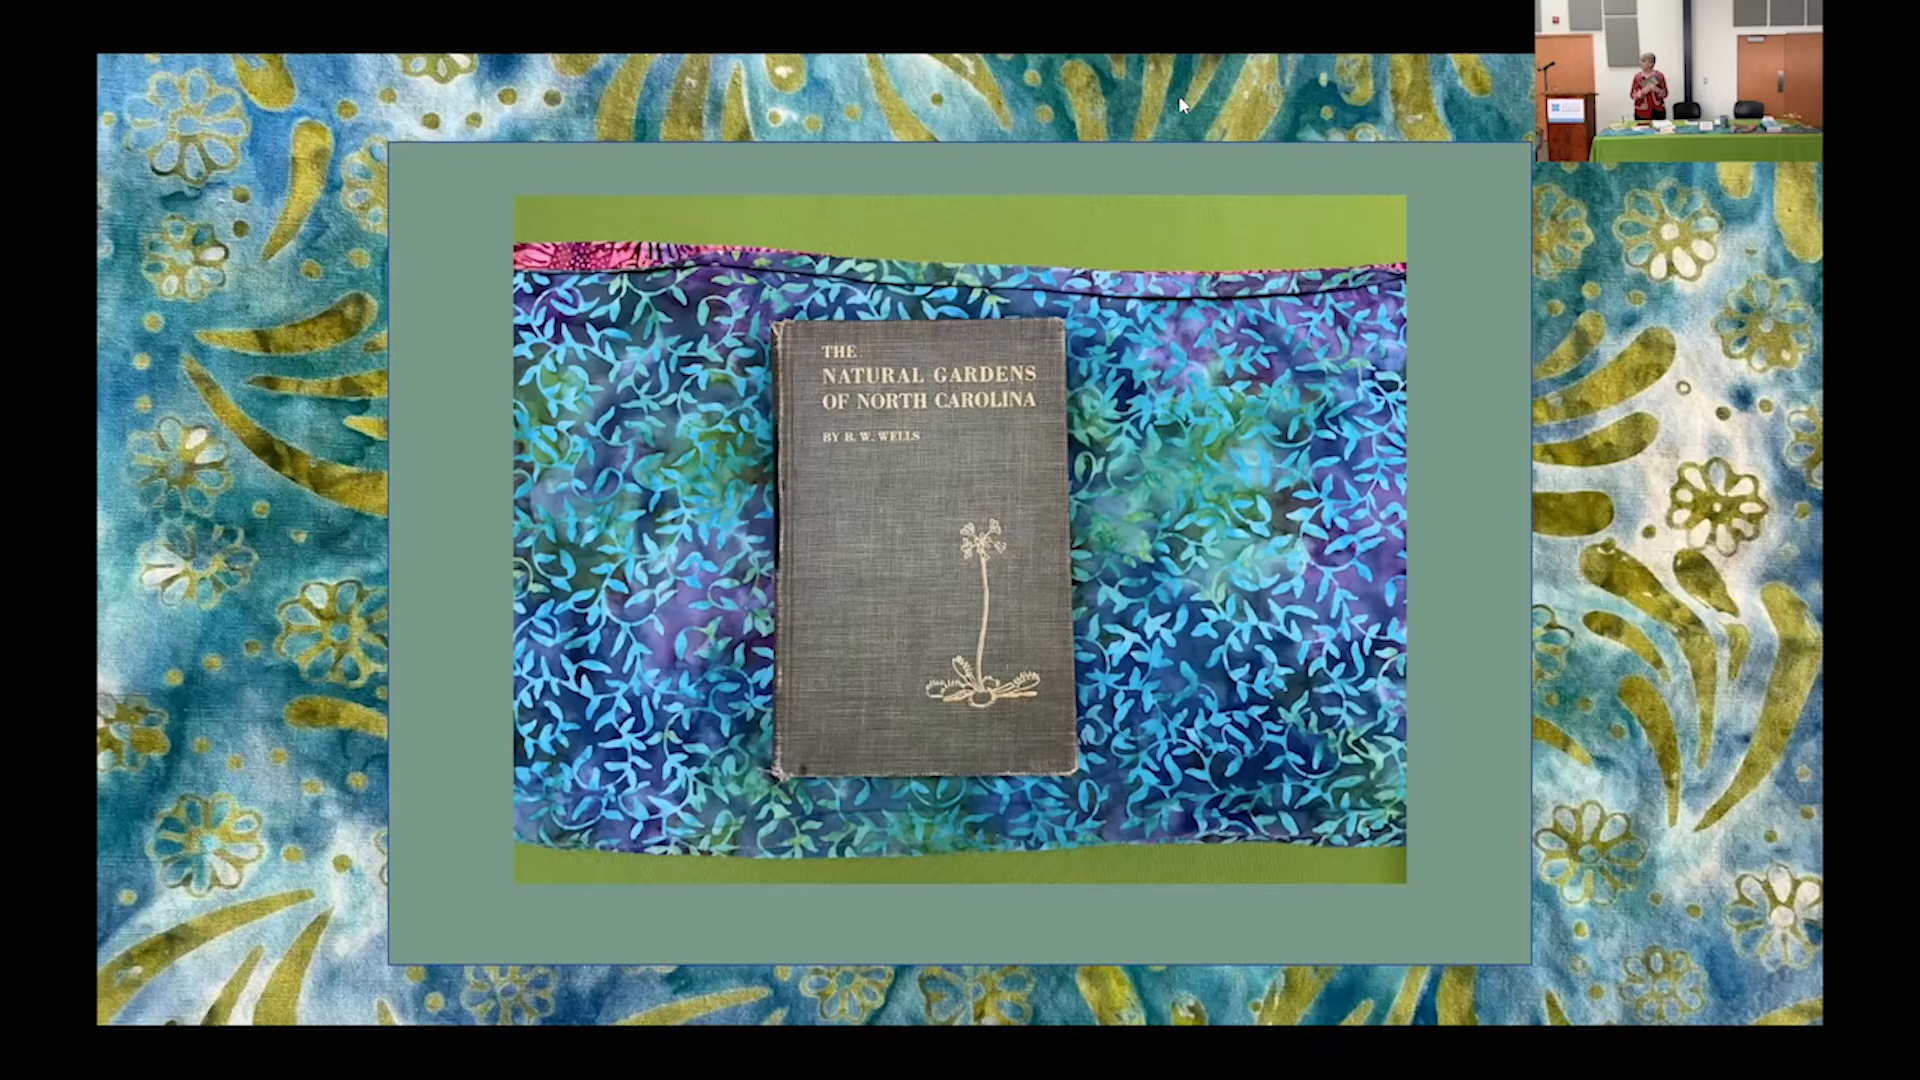 THE
NATURAL GARDENS
OF NORTH CAROLINA
BY B. W. WELLS